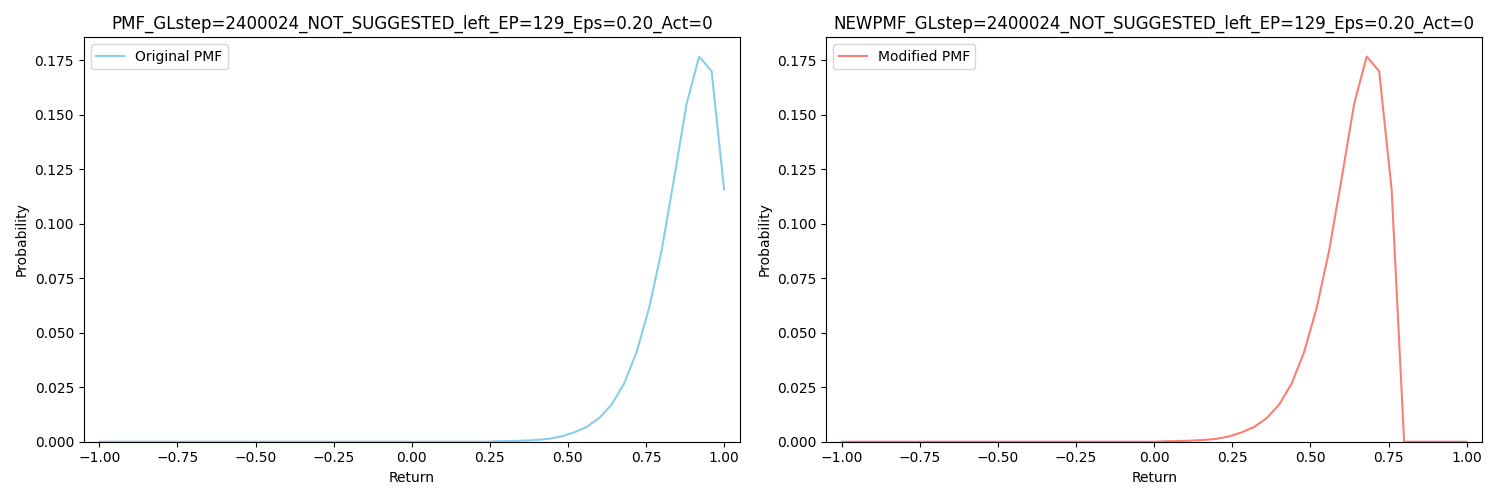 PMF_GLstep=2400024_NOT_SUGGESTED_left_EP=129_Eps=0.20_Act=0
Original PMF
Probability
0.175
0.150
0.125
0.100
0.075
0.050
0.025
0.000
−1.00 −0.75 −0.50 −0.25 0.00 0.25 0.50 0.75 1.00
Return
NEWPMF_GLstep=2400024_NOT_SUGGESTED_left_EP=129_Eps=0.20_Act=0
Modified PMF
Probability
0.175
0.150
0.125
0.100
0.075
0.050
0.025
0.000
−1.00 −0.75 −0.50 −0.25 0.00 0.25 0.50 0.75 1.00
Return